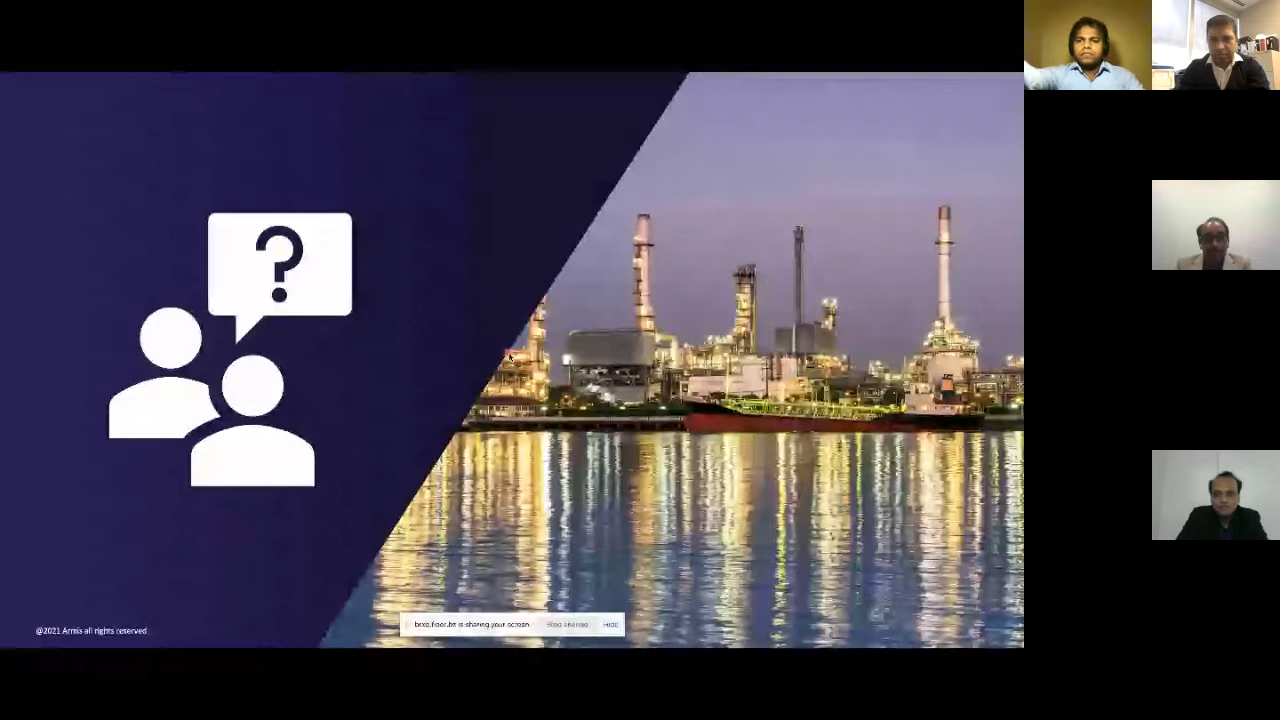 ?
@2021 Armis all rights reserved
is sharing your screen. Stop sharing Hide